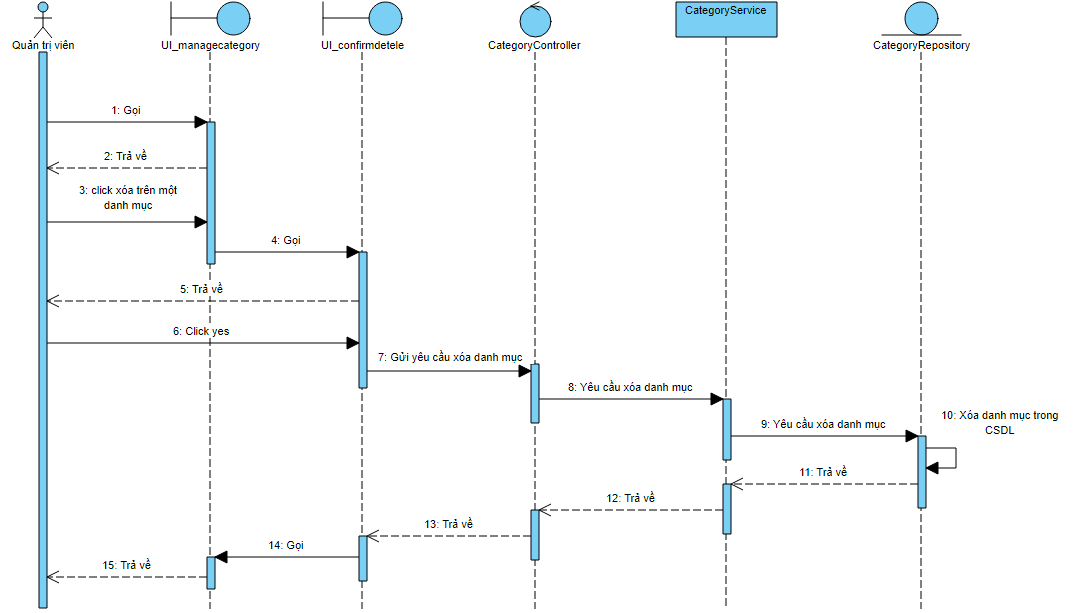 Quản trị viên
UI_managecategory
UI_confirmdetele
CategoryController
CategoryService
CategoryRepository
1: Gọi
2: Trả về
3: click xóa trên một
danh mục
4: Gọi
5: Trả về
6: Click yes
7: Gửi yêu cầu xóa danh mục
8: Yêu cầu xóa danh mục
9: Yêu cầu xóa danh mục
10: Xóa danh mục trong
CSDL
11: Trả về
12: Trả về
13: Trả về
14: Gọi
15: Trả về